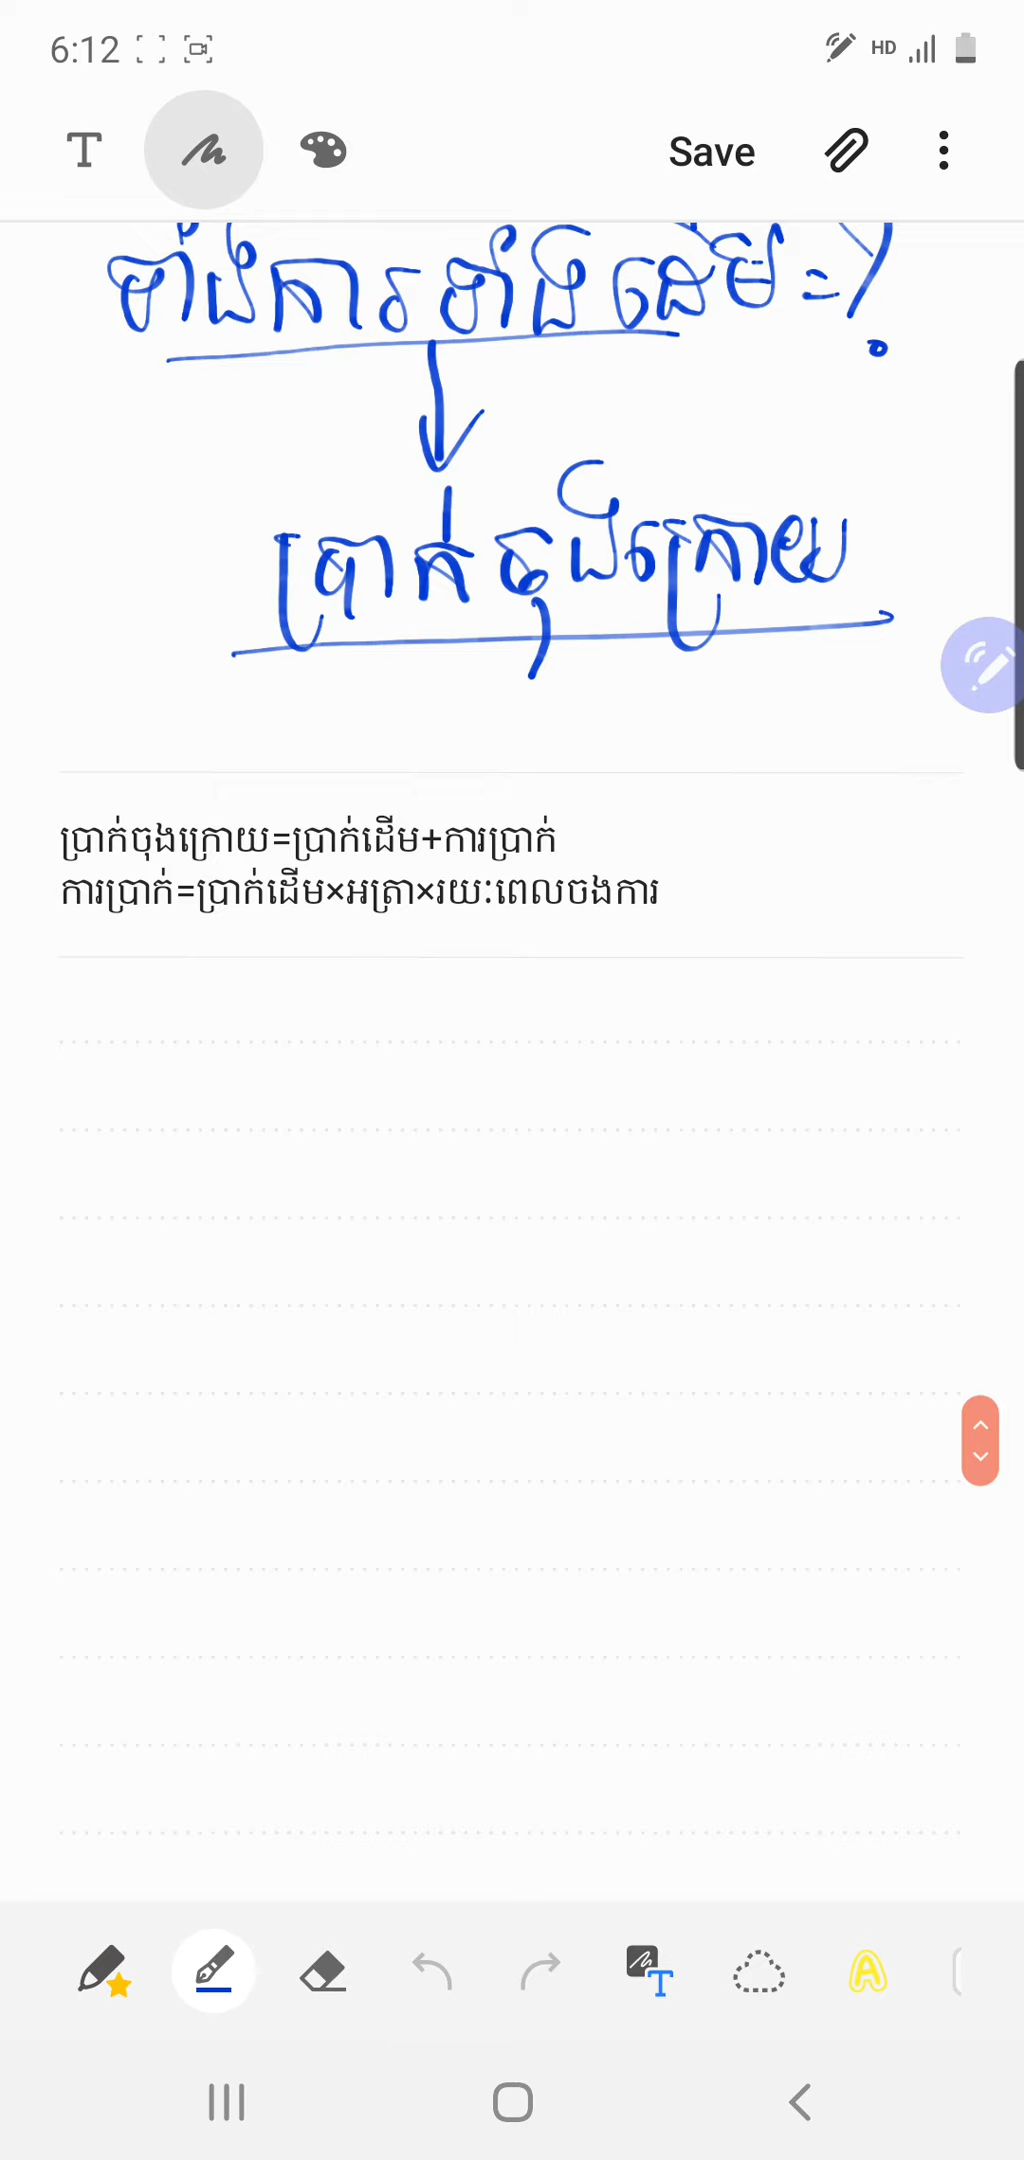 6:12
HD
T
Save
ទាំងការទាំងដើម=?
ប្រាក់ចុងក្រោយ
ប្រាក់ចុងក្រោយ=ប្រាក់ដើម+ការប្រាក់
ការប្រាក់=ប្រាក់ដើម×អត្រា×រយៈពេលចងការ
T
A